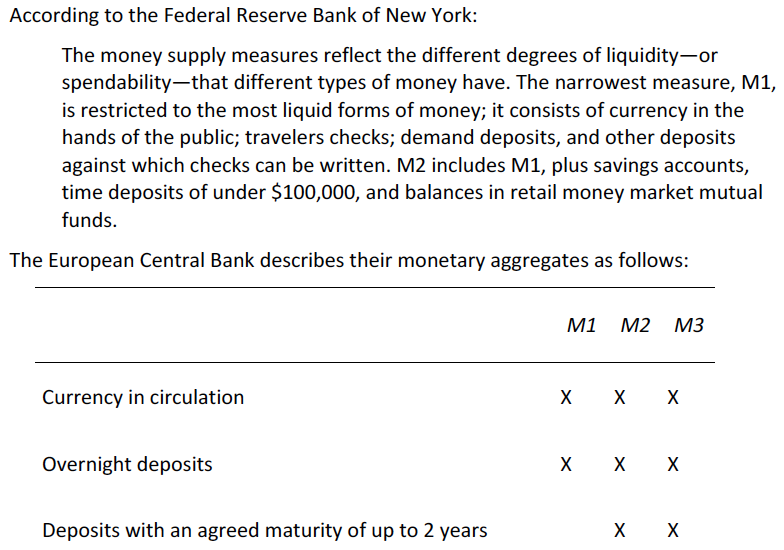 According to the Federal Reserve Bank of New York:
The money supply measures reflect the different degrees of liquidity—or
spendability—that different types of money have. The narrowest measure, M1,
is restricted to the most liquid forms of money; it consists of currency in the
hands of the public; travelers checks; demand deposits, and other deposits
against which checks can be written. M2 includes M1, plus savings accounts,
time deposits of under $100,000, and balances in retail money market mutual
funds.
The European Central Bank describes their monetary aggregates as follows:
M1 M2 M3
Currency in circulation X X X
Overnight deposits X X X
Deposits with an agreed maturity of up to 2 years X X